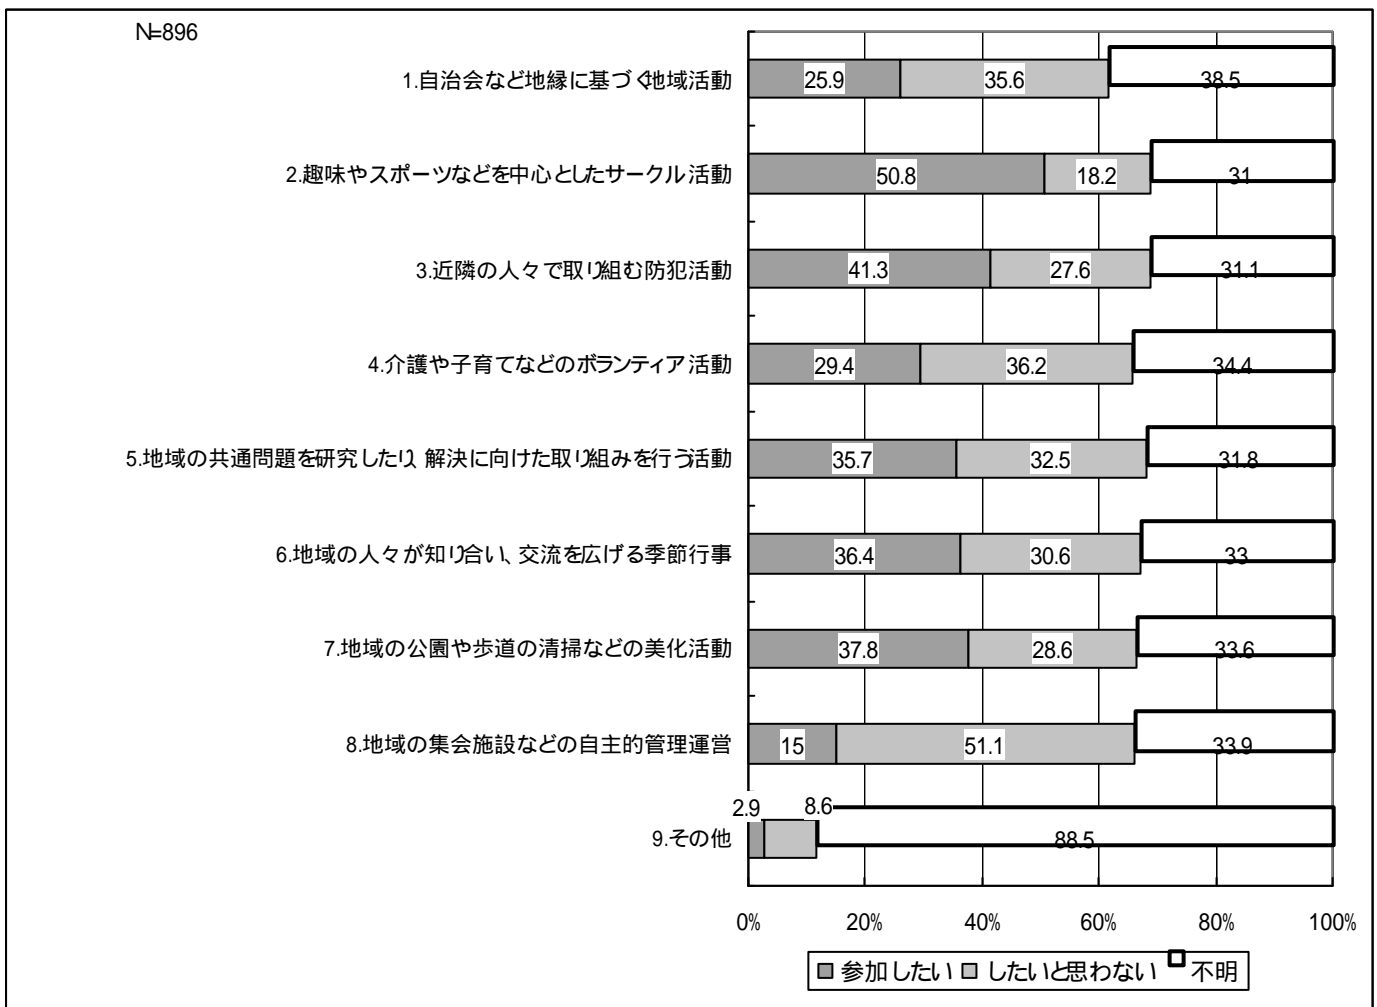 N=896
1.自治会など地縁に基づく地域活動
25.9 35.6 38.5
2.趣味やスポーツなどを中心としたサークル活動
50.8 18.2 31
3.近隣の人々で取り組む防犯活動
41.3 27.6 31.1
4.介護や子育てなどのボランティア活動
29.4 36.2 34.4
5.地域の共通問題を研究したり、解決に向けた取り組みを行う活動
35.7 32.5 31.8
6.地域の人々が知り合い、交流を広げる季節行事
36.4 30.6 33
7.地域の公園や歩道の清掃などの美化活動
37.8 28.6 33.6
8.地域の集会施設などの自主的管理運営
15 51.1 33.9
9.その他
2.9 8.6 88.5
0% 20% 40% 60% 80% 100%
参加したい したいと思わない 不明